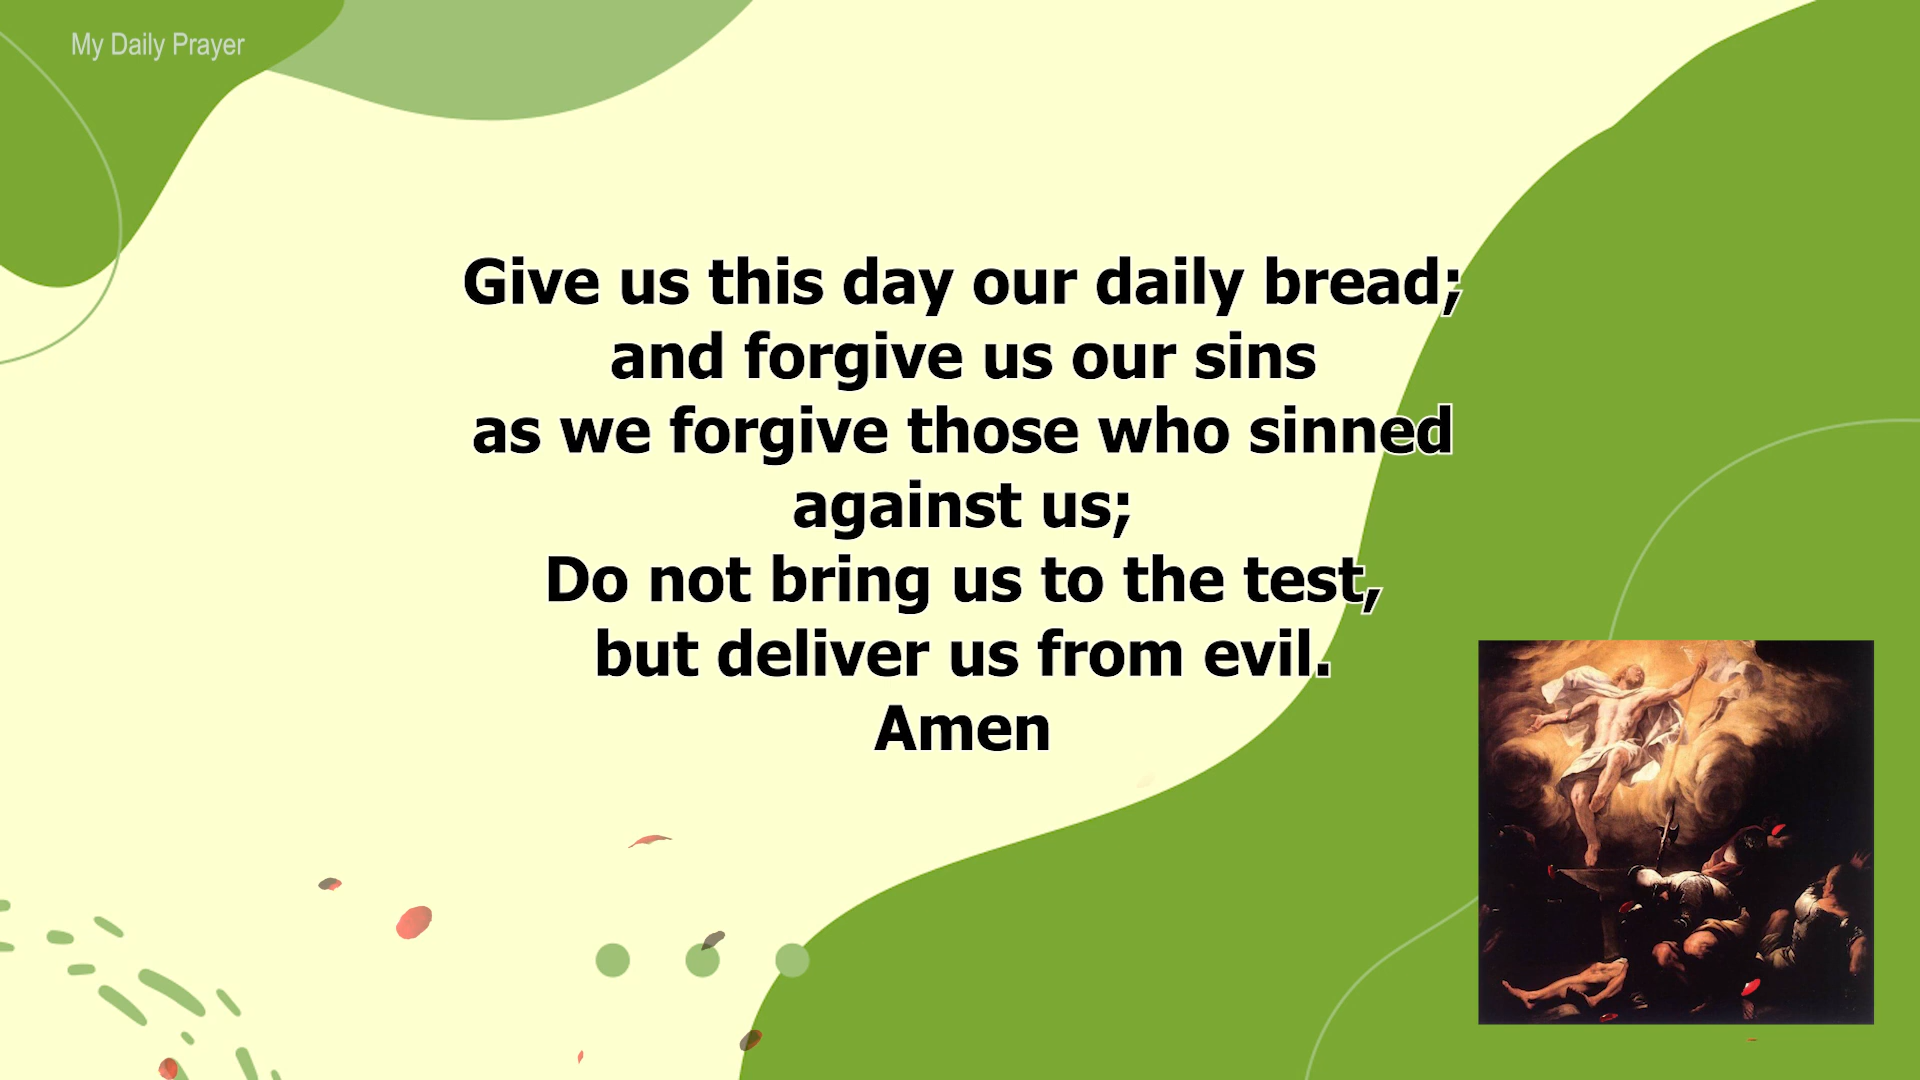 My Daily Prayer
Give us this day our daily bread;
and forgive us our sins
as we forgive those who sinned
against us;
Do not bring us to the test,
but deliver us from evil.
Amen